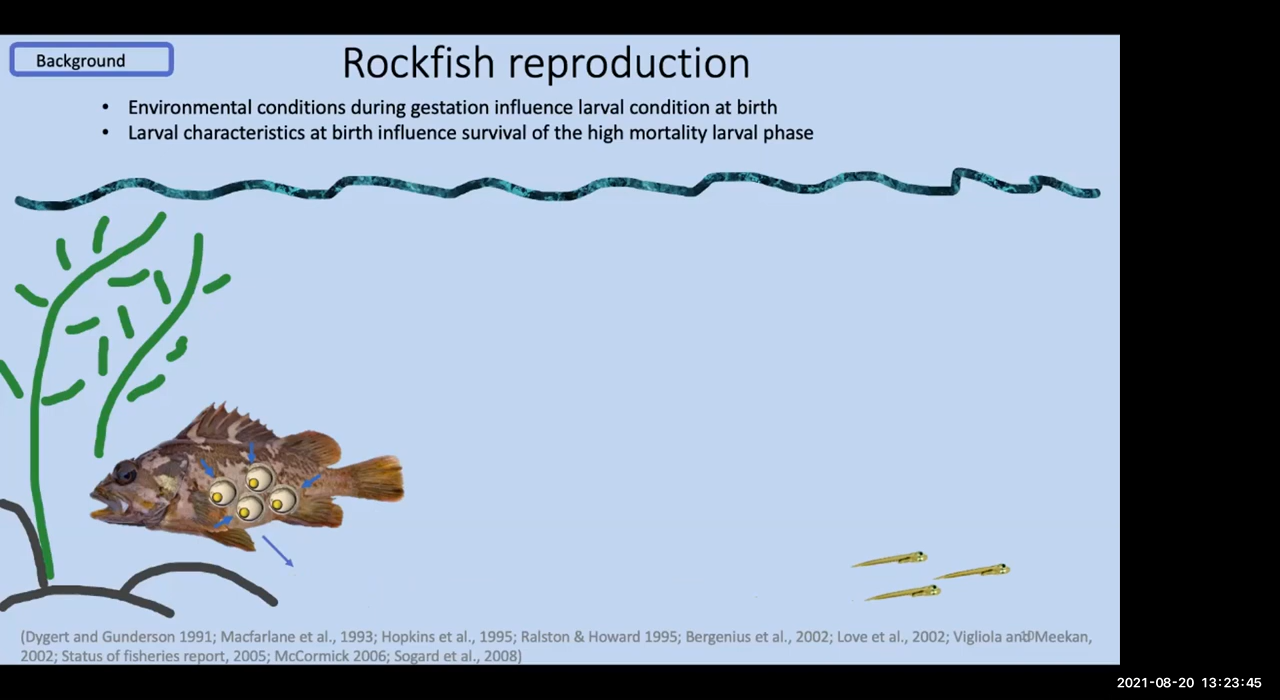 Background
Rockfish reproduction
• Environmental conditions during gestation influence larval condition at birth
• Larval characteristics at birth influence survival of the high mortality larval phase
(Dygert and Gunderson 1991; Macfarlane et al., 1993; Hopkins et al., 1995; Ralston & Howard 1995; Bergenius et al., 2002; Love et al., 2002; Vigliola and Meekan,
2002; Status of fisheries report, 2005; McCormick 2006; Sogard et al., 2008)
2021-08-20 13:23:45